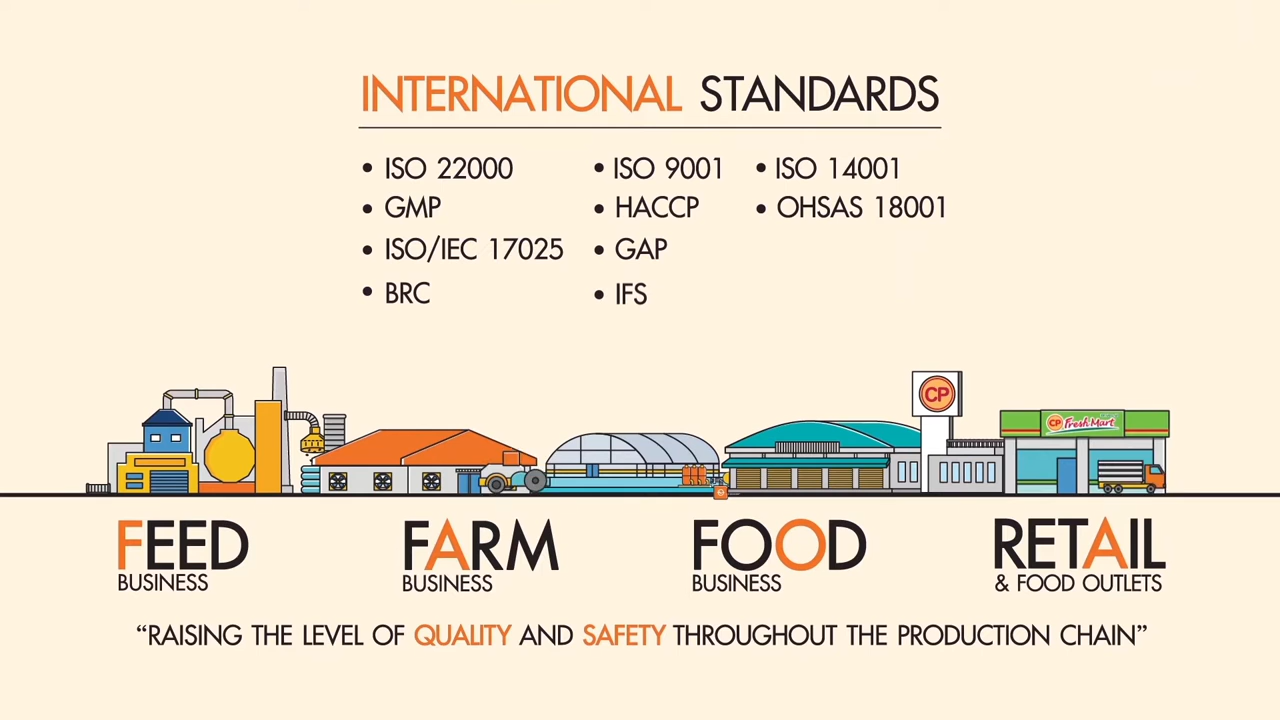 INTERNATIONAL STANDARDS
• ISO 22000 • ISO 9001 • ISO 14001
• GMP • HACCP • OHSAS 18001
• ISO/IEC 17025 • GAP
• BRC • IFS
CP
CP Fresh Mart
FEED FARM FOOD RETAIL
BUSINESS BUSINESS BUSINESS & FOOD OUTLETS
“RAISING THE LEVEL OF QUALITY AND SAFETY THROUGHOUT THE PRODUCTION CHAIN”